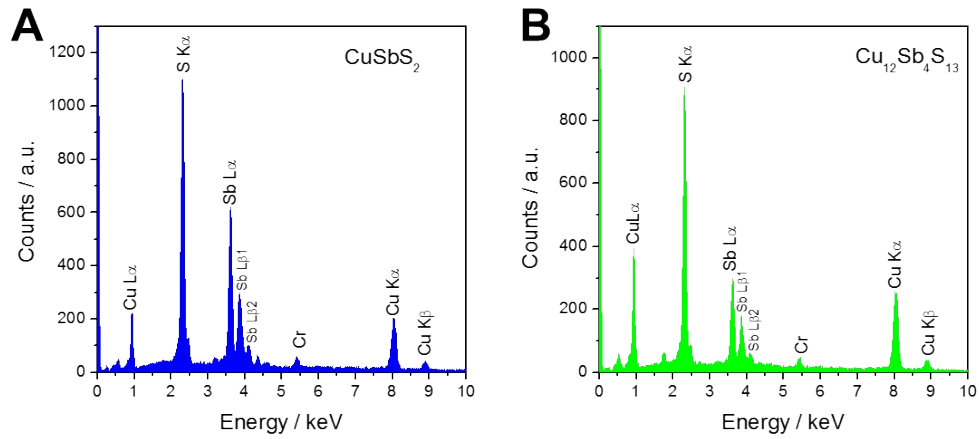 A
CuSbS₂
1200
1000
800
600
400
200
0
Counts / a.u.
Cu Lα
S Kα
Sb Lα
Sb Lβ1
Sb Lβ2
Cr
Cu Kα
Cu Kβ
0 1 2 3 4 5 6 7 8 9 10
Energy / keV
B
Cu₁₂Sb₄S₁₃
1000
800
600
400
200
0
Counts / a.u.
CuLα
S Kα
Sb Lα
Sb Lβ1
Sb Lβ2
Cr
Cu Kα
Cu Kβ
0 1 2 3 4 5 6 7 8 9 10
Energy / keV